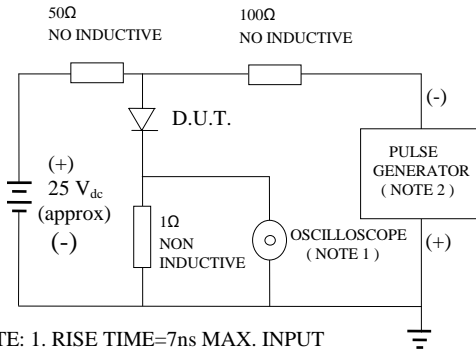 50Ω
NO INDUCTIVE
100Ω
NO INDUCTIVE
D.U.T.
(-)
PULSE
GENERATOR
( NOTE 2 )
(+)
(+)
25 Vdc
(approx)
(-)
1Ω
NON
INDUCTIVE
OSCILLOSCOPE
( NOTE 1 )
TE: 1. RISE TIME=7ns MAX. INPUT